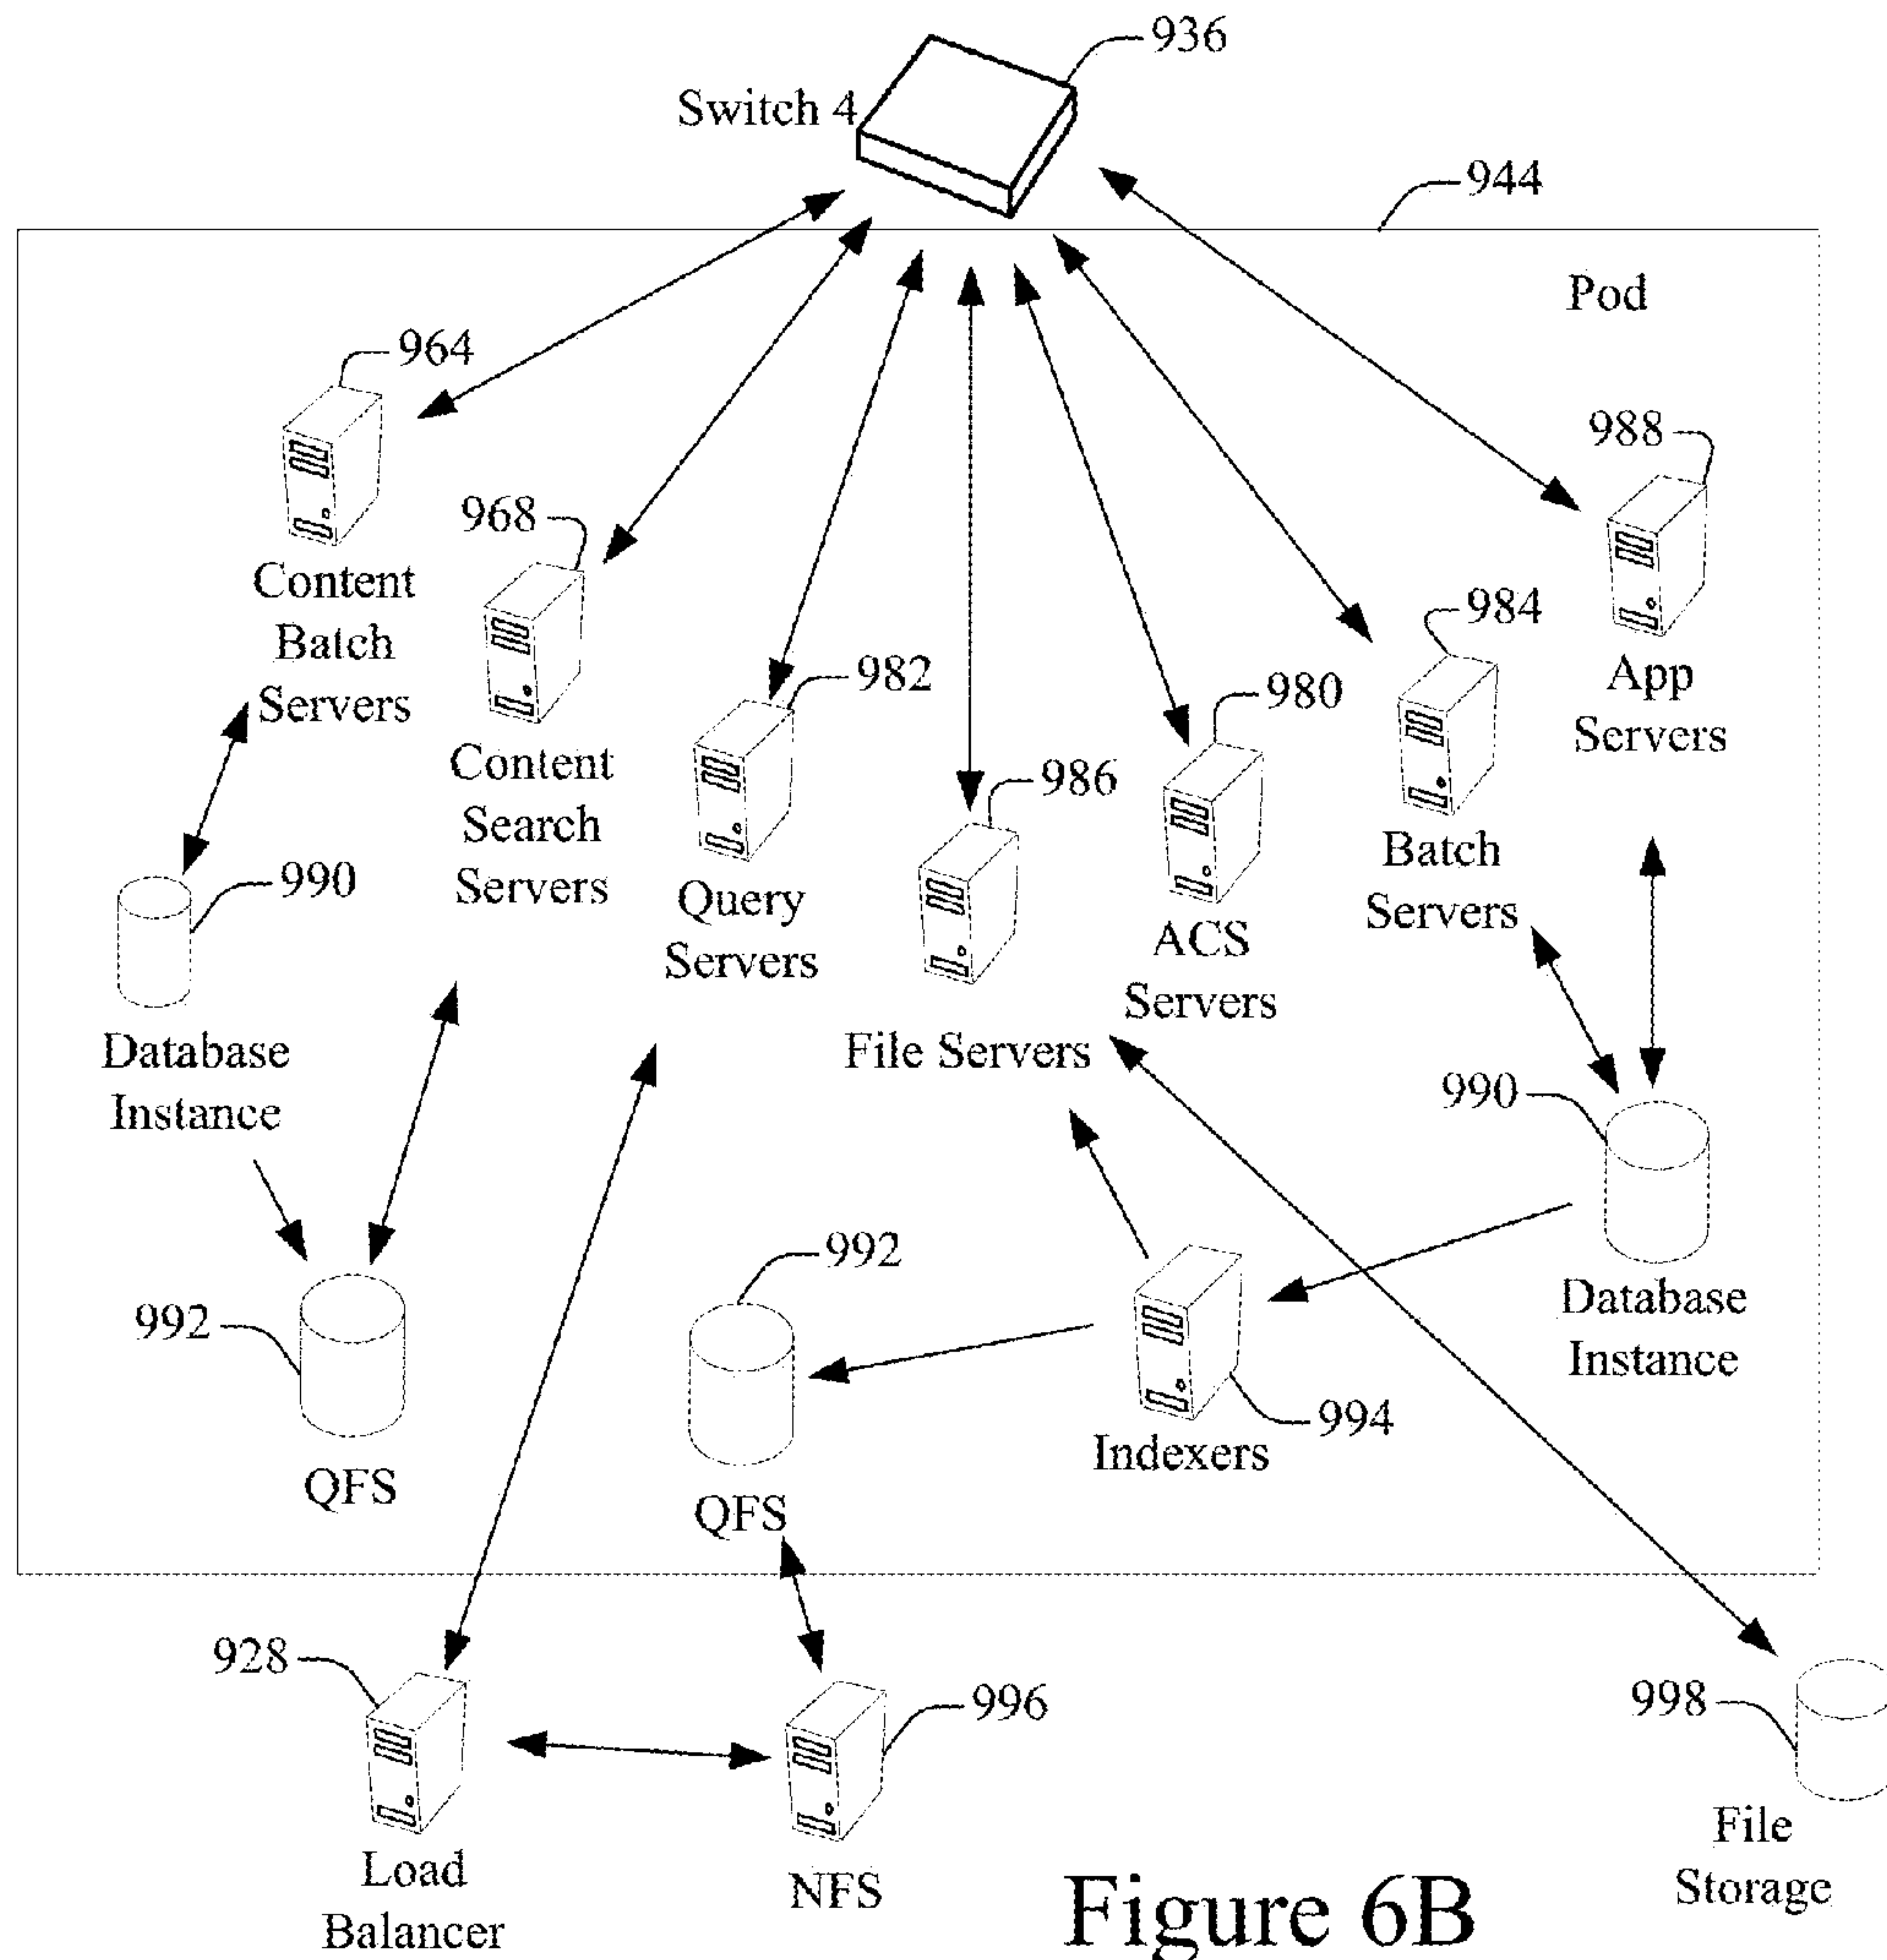 936
Switch 4
944
Pod
964
988
968
Content
Batch
Servers
984
982
980
App
Servers
Content
Search
Servers
986
Batch
Servers
990
Query
Servers
ACS
Servers
Database
Instance
File Servers
990
992
992
Database
Instance
994
Indexers
QFS
QFS
928
996
998
Load
Balancer
NFS
File
Storage
Figure 6B